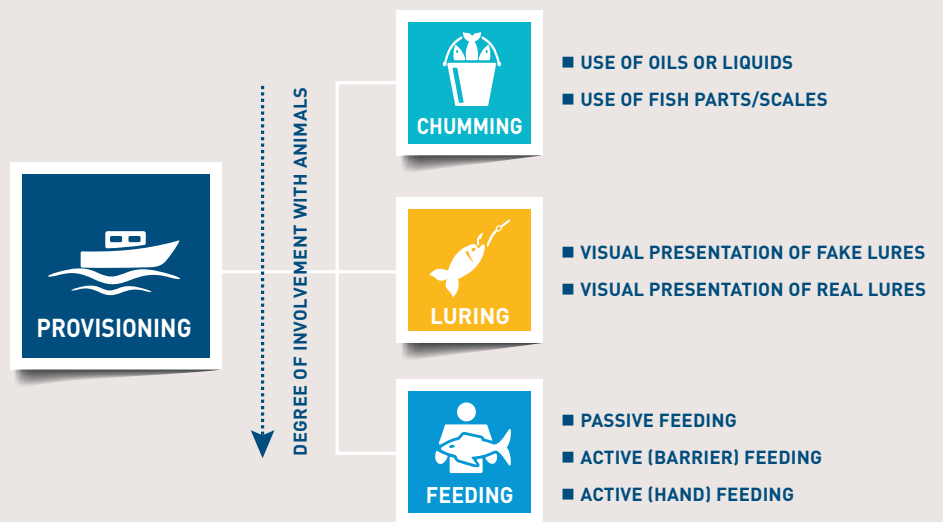 PROVISIONING
DEGREE OF INVOLVEMENT WITH ANIMALS
CHUMMING
■ USE OF OILS OR LIQUIDS
■ USE OF FISH PARTS/SCALES
LURING
■ VISUAL PRESENTATION OF FAKE LURES
■ VISUAL PRESENTATION OF REAL LURES
FEEDING
■ PASSIVE FEEDING
■ ACTIVE (BARRIER) FEEDING
■ ACTIVE (HAND) FEEDING